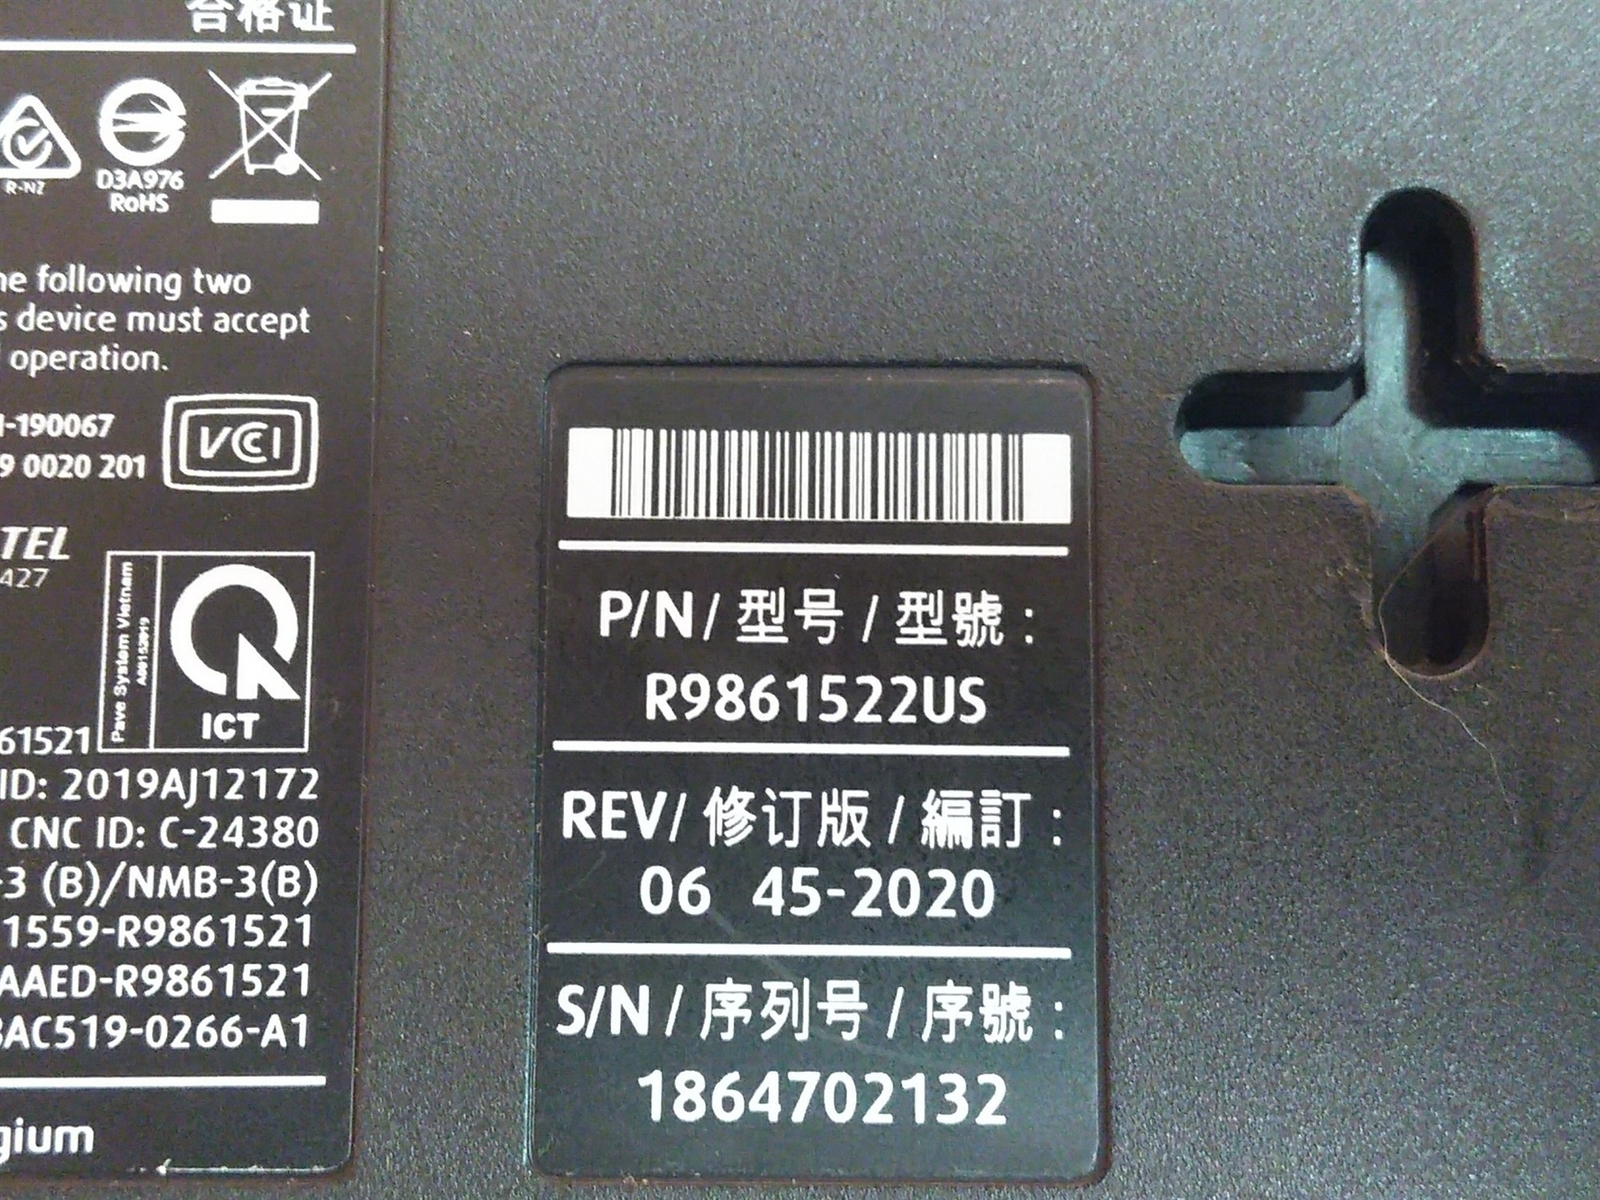 合格证
R-NZ
D3A976
RoHS
following two
device must accept
operation.
-190067
9 0020 201
VCCI
TEL
427
Pave System Vietnam
A00152019
ICT
61521
ID: 2019AJ12172
CNC ID: C-24380
-3 (B)/NMB-3(B)
1559-R9861521
AAED-R9861521
AC519-0266-A1
gium
P/N/ 型号 / 型號 :
R9861522US
REV/ 修订版 / 編訂 :
06 45-2020
S/N / 序列号 / 序號 :
1864702132